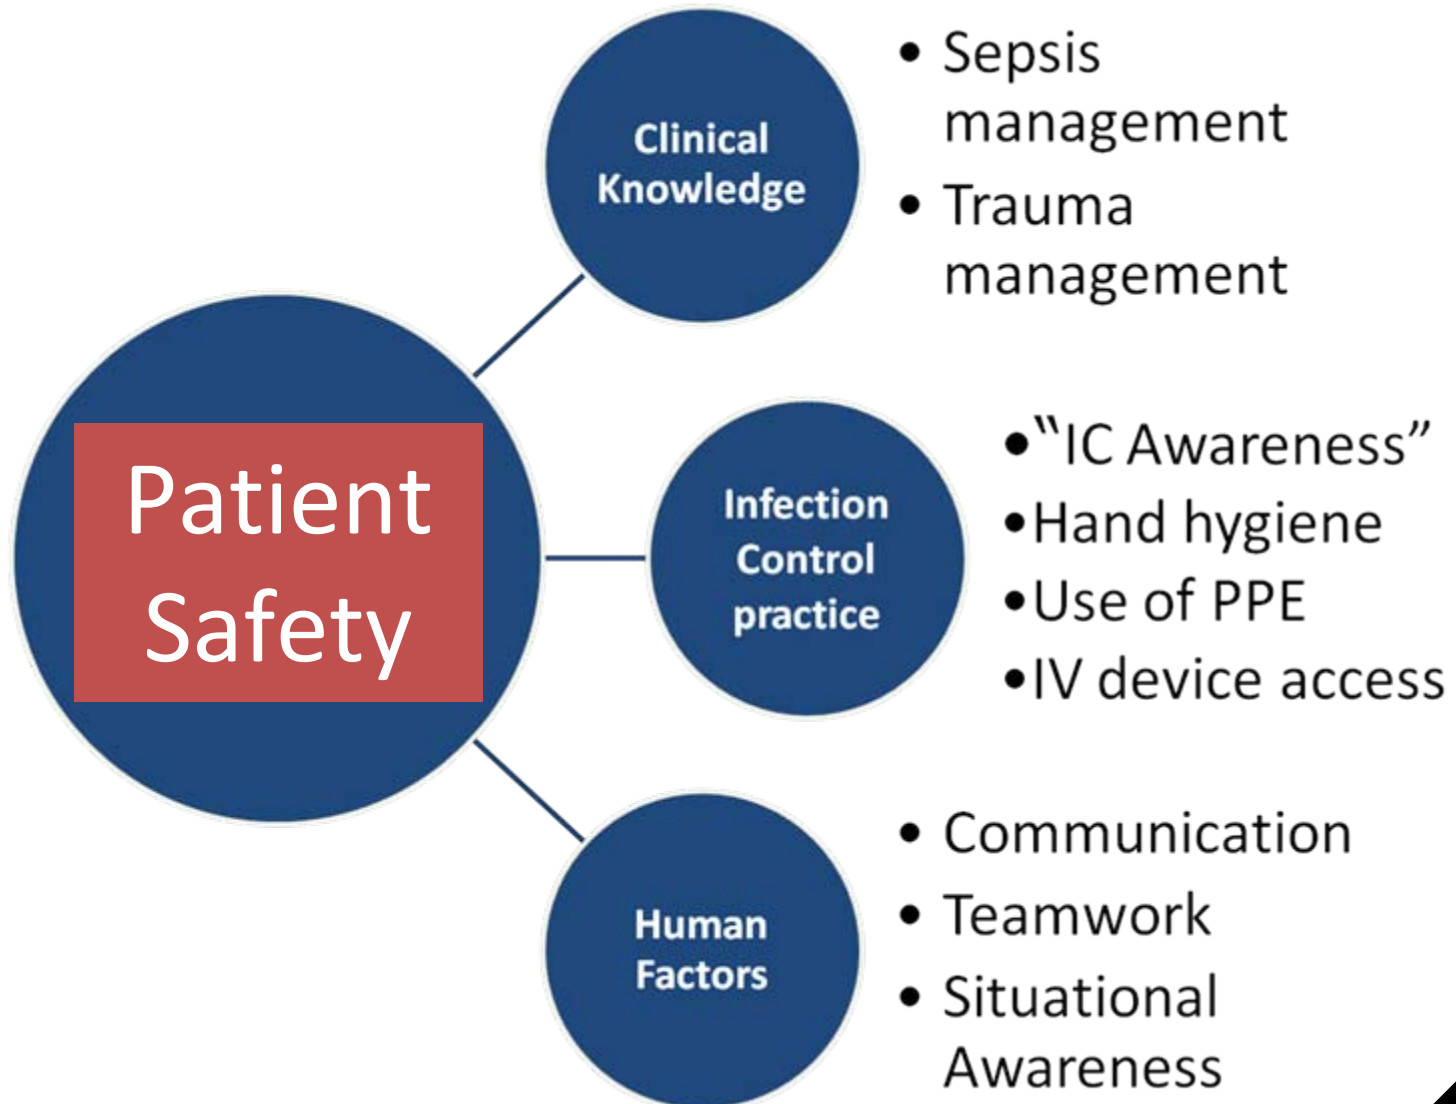 Patient
Safety
Clinical
Knowledge
• Sepsis
management
• Trauma
management
Infection
Control
practice
•“IC Awareness”
•Hand hygiene
•Use of PPE
•IV device access
Human
Factors
• Communication
• Teamwork
• Situational
Awareness